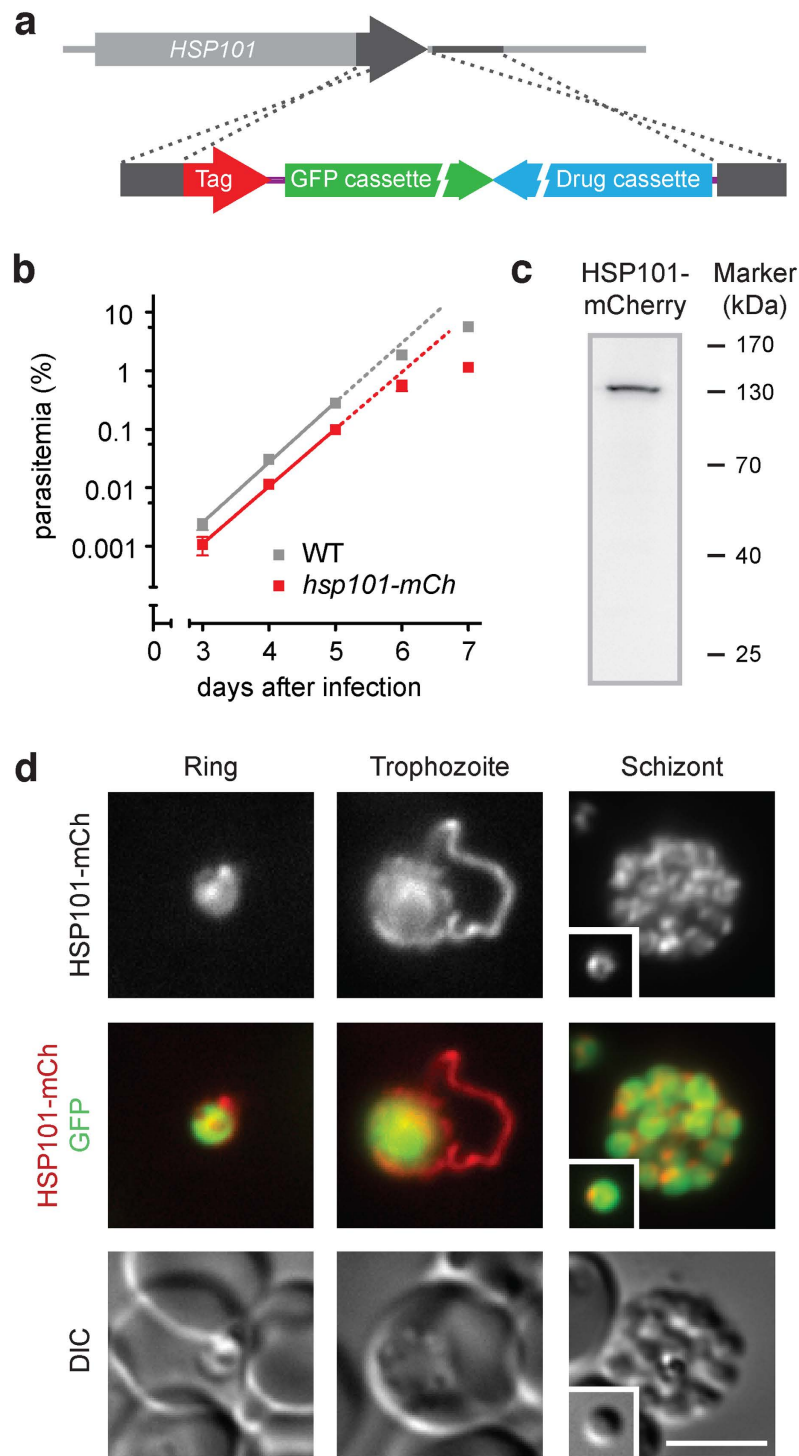 a
HSP101
Tag
GFP cassette
Drug cassette
b
parasitemia (%)
10
1
0.1
0.01
0.001
WT
hsp101-mCh
0
3
4
5
6
7
days after infection
c
HSP101-
mCherry
Marker
(kDa)
170
130
70
40
25
d
Ring
Trophozoite
Schizont
HSP101-mCh
HSP101-mCh
GFP
DIC